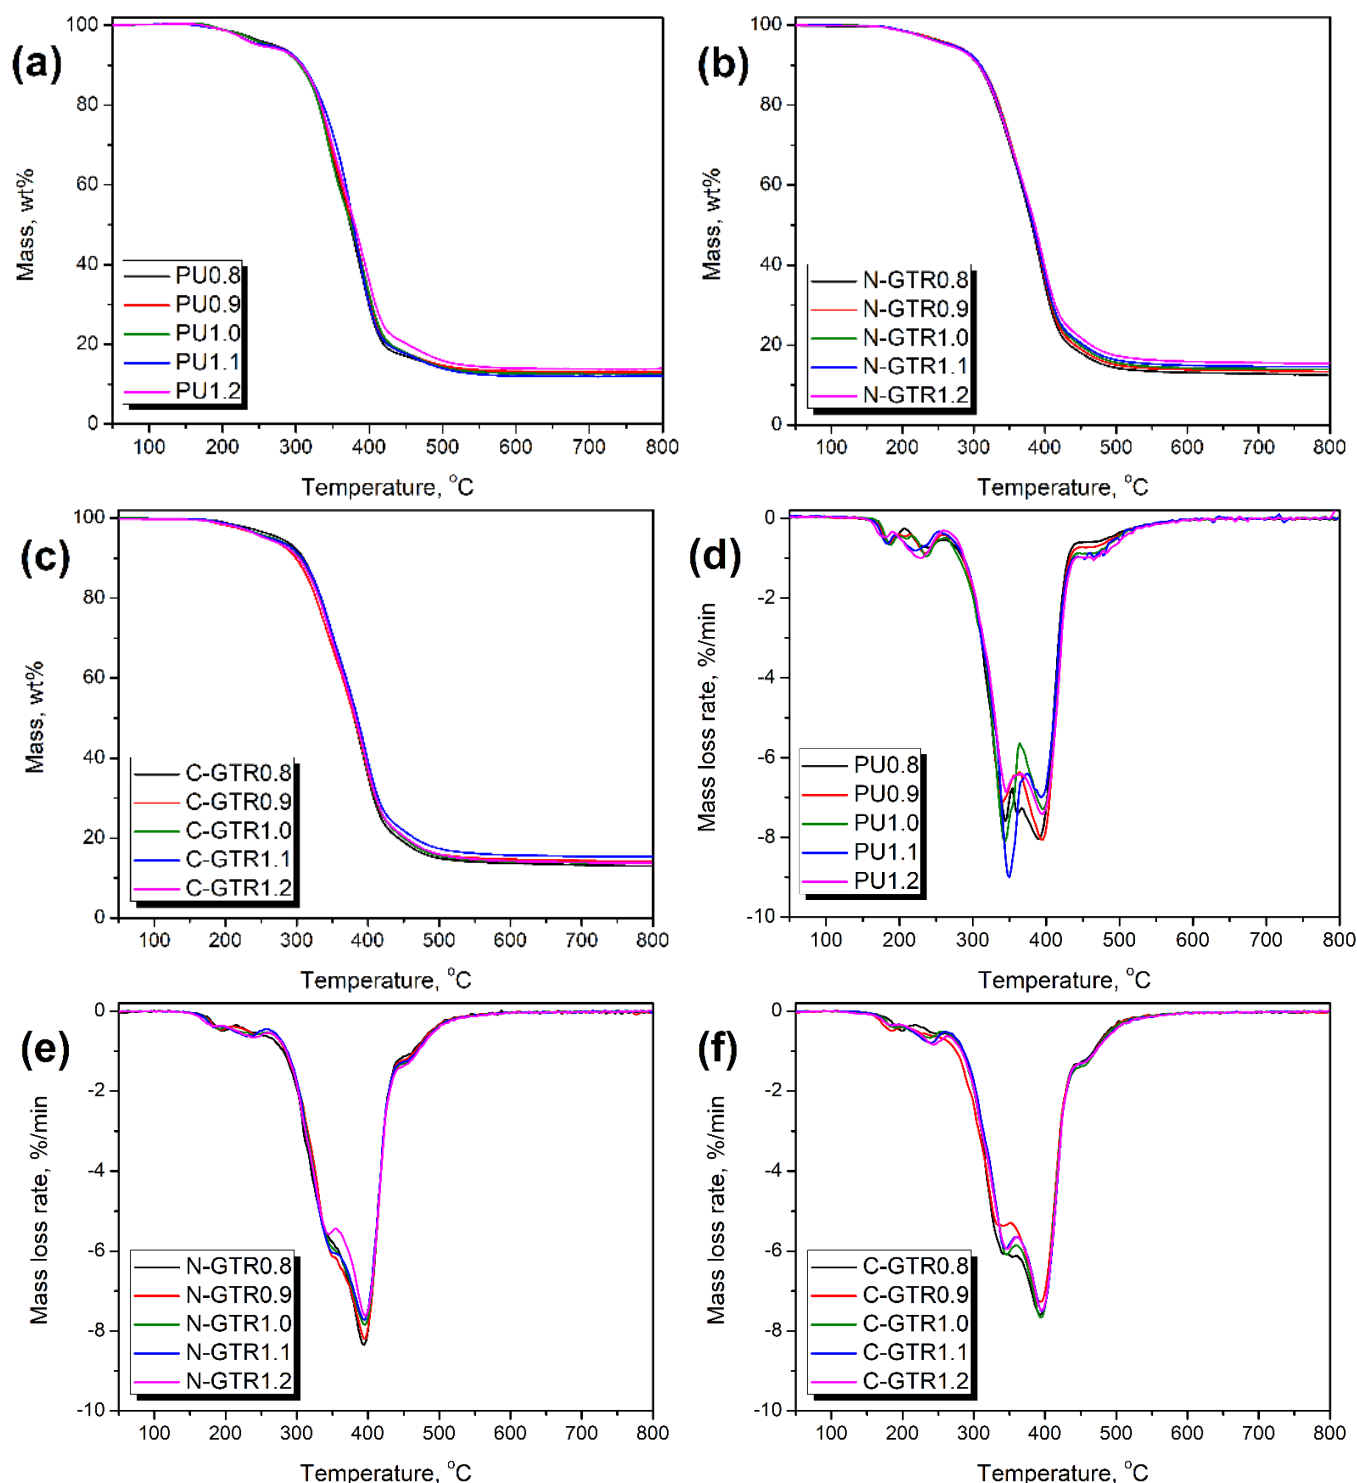 (a)
Mass, wt%
100
80
60
40
20
0
PU0.8
PU0.9
PU1.0
PU1.1
PU1.2
100 200 300 400 500 600 700 800
Temperature, °C
(b)
Mass, wt%
100
80
60
40
20
0
N-GTR0.8
N-GTR0.9
N-GTR1.0
N-GTR1.1
N-GTR1.2
100 200 300 400 500 600 700 800
Temperature, °C
(c)
Mass, wt%
100
80
60
40
20
0
C-GTR0.8
C-GTR0.9
C-GTR1.0
C-GTR1.1
C-GTR1.2
100 200 300 400 500 600 700 800
Temperature, °C
(d)
Mass loss rate, %/min
0
-2
-4
-6
-8
-10
PU0.8
PU0.9
PU1.0
PU1.1
PU1.2
100 200 300 400 500 600 700 800
Temperature, °C
(e)
Mass loss rate, %/min
0
-2
-4
-6
-8
-10
N-GTR0.8
N-GTR0.9
N-GTR1.0
N-GTR1.1
N-GTR1.2
100 200 300 400 500 600 700 800
Temperature, °C
(f)
Mass loss rate, %/min
0
-2
-4
-6
-8
-10
C-GTR0.8
C-GTR0.9
C-GTR1.0
C-GTR1.1
C-GTR1.2
100 200 300 400 500 600 700 800
Temperature, °C